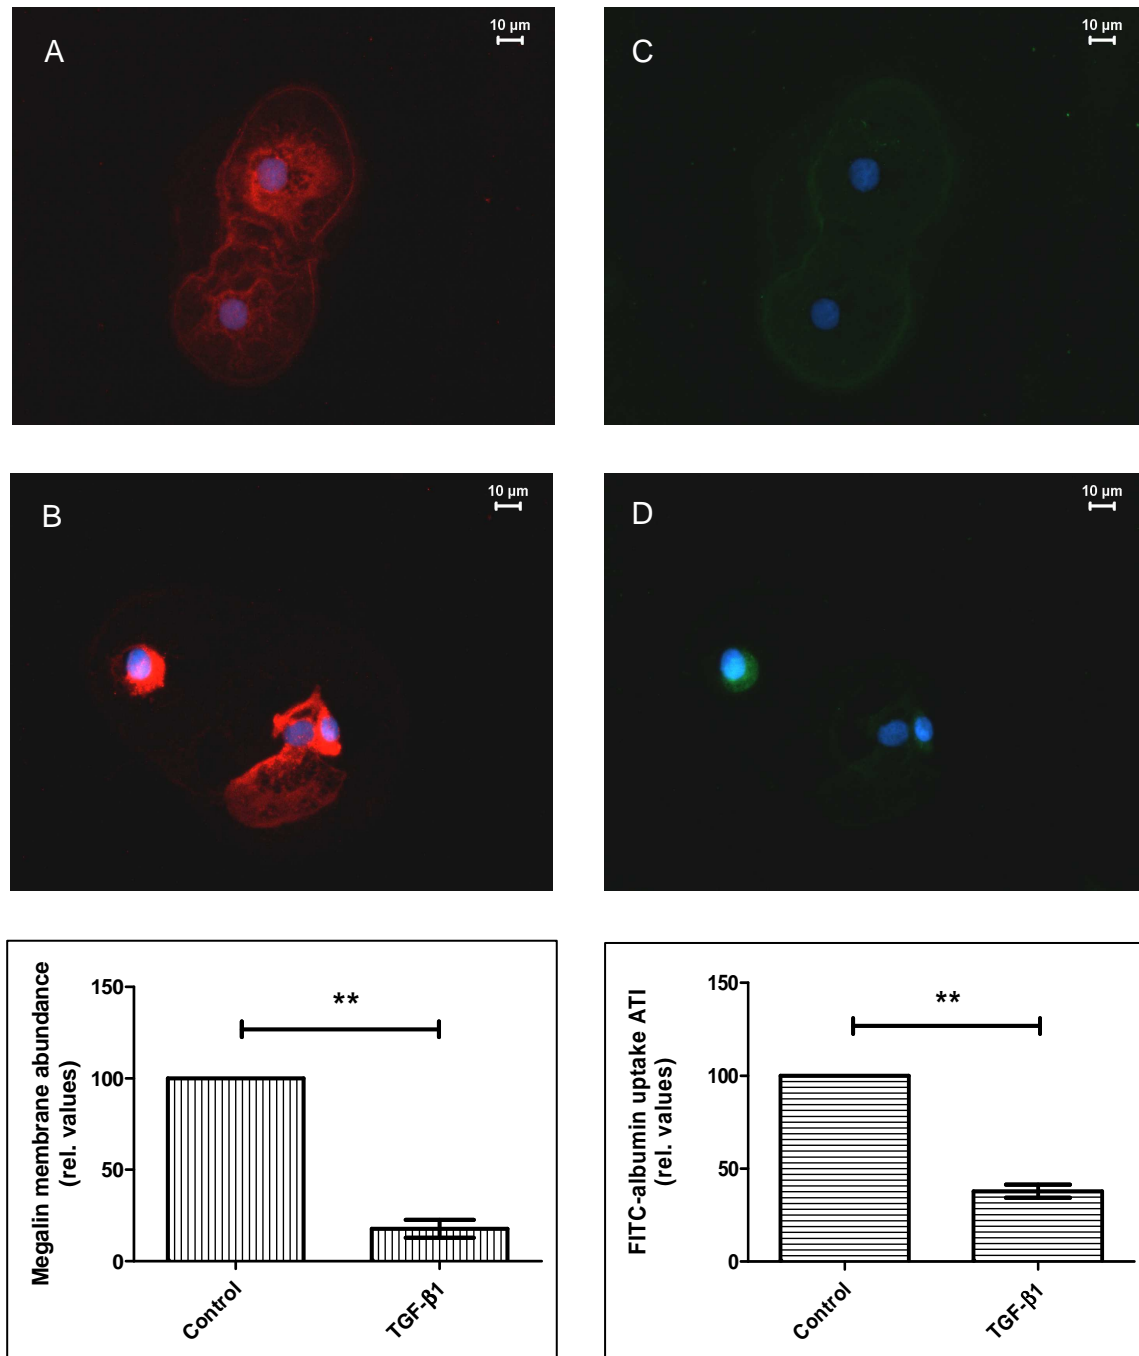 A
10 µm
C
10 µm
B
10 µm
D
10 µm
Megalin membrane abundance
(rel. values)
150
100
50
0
**
Control
TGF-β1
FITC-albumin uptake ATI
(rel. values)
150
100
50
0
**
Control
TGF-β1